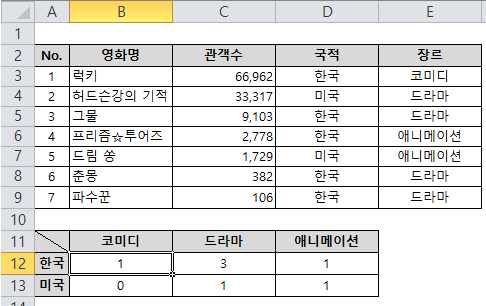 A B C D E
1
2 No. 영화명 관객수 국적 장르
3 1 럭키 66,962 한국 코미디
4 2 허드슨강의 기적 33,317 미국 드라마
5 3 그물 9,103 한국 드라마
6 4 프리즘☆투어즈 2,778 한국 애니메이션
7 5 드림 쏭 1,729 미국 애니메이션
8 6 춘몽 382 한국 드라마
9 7 파수꾼 106 한국 드라마
10
11 코미디 드라마 애니메이션
12 한국 1 3 1
13 미국 0 1 1